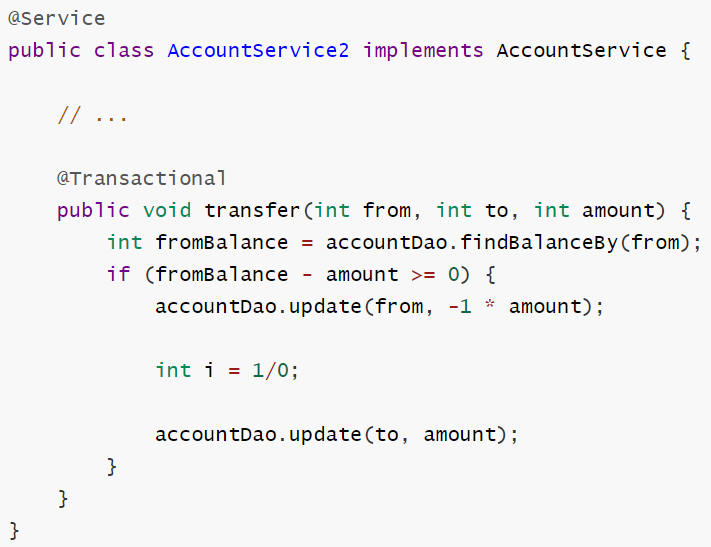 @Service
public class AccountService2 implements AccountService {
// ...
@Transactional
public void transfer(int from, int to, int amount) {
int fromBalance = accountDao.findBalanceBy(from);
if (fromBalance - amount >= 0) {
accountDao.update(from, -1 * amount);
int i = 1/0;
accountDao.update(to, amount);
}
}
}